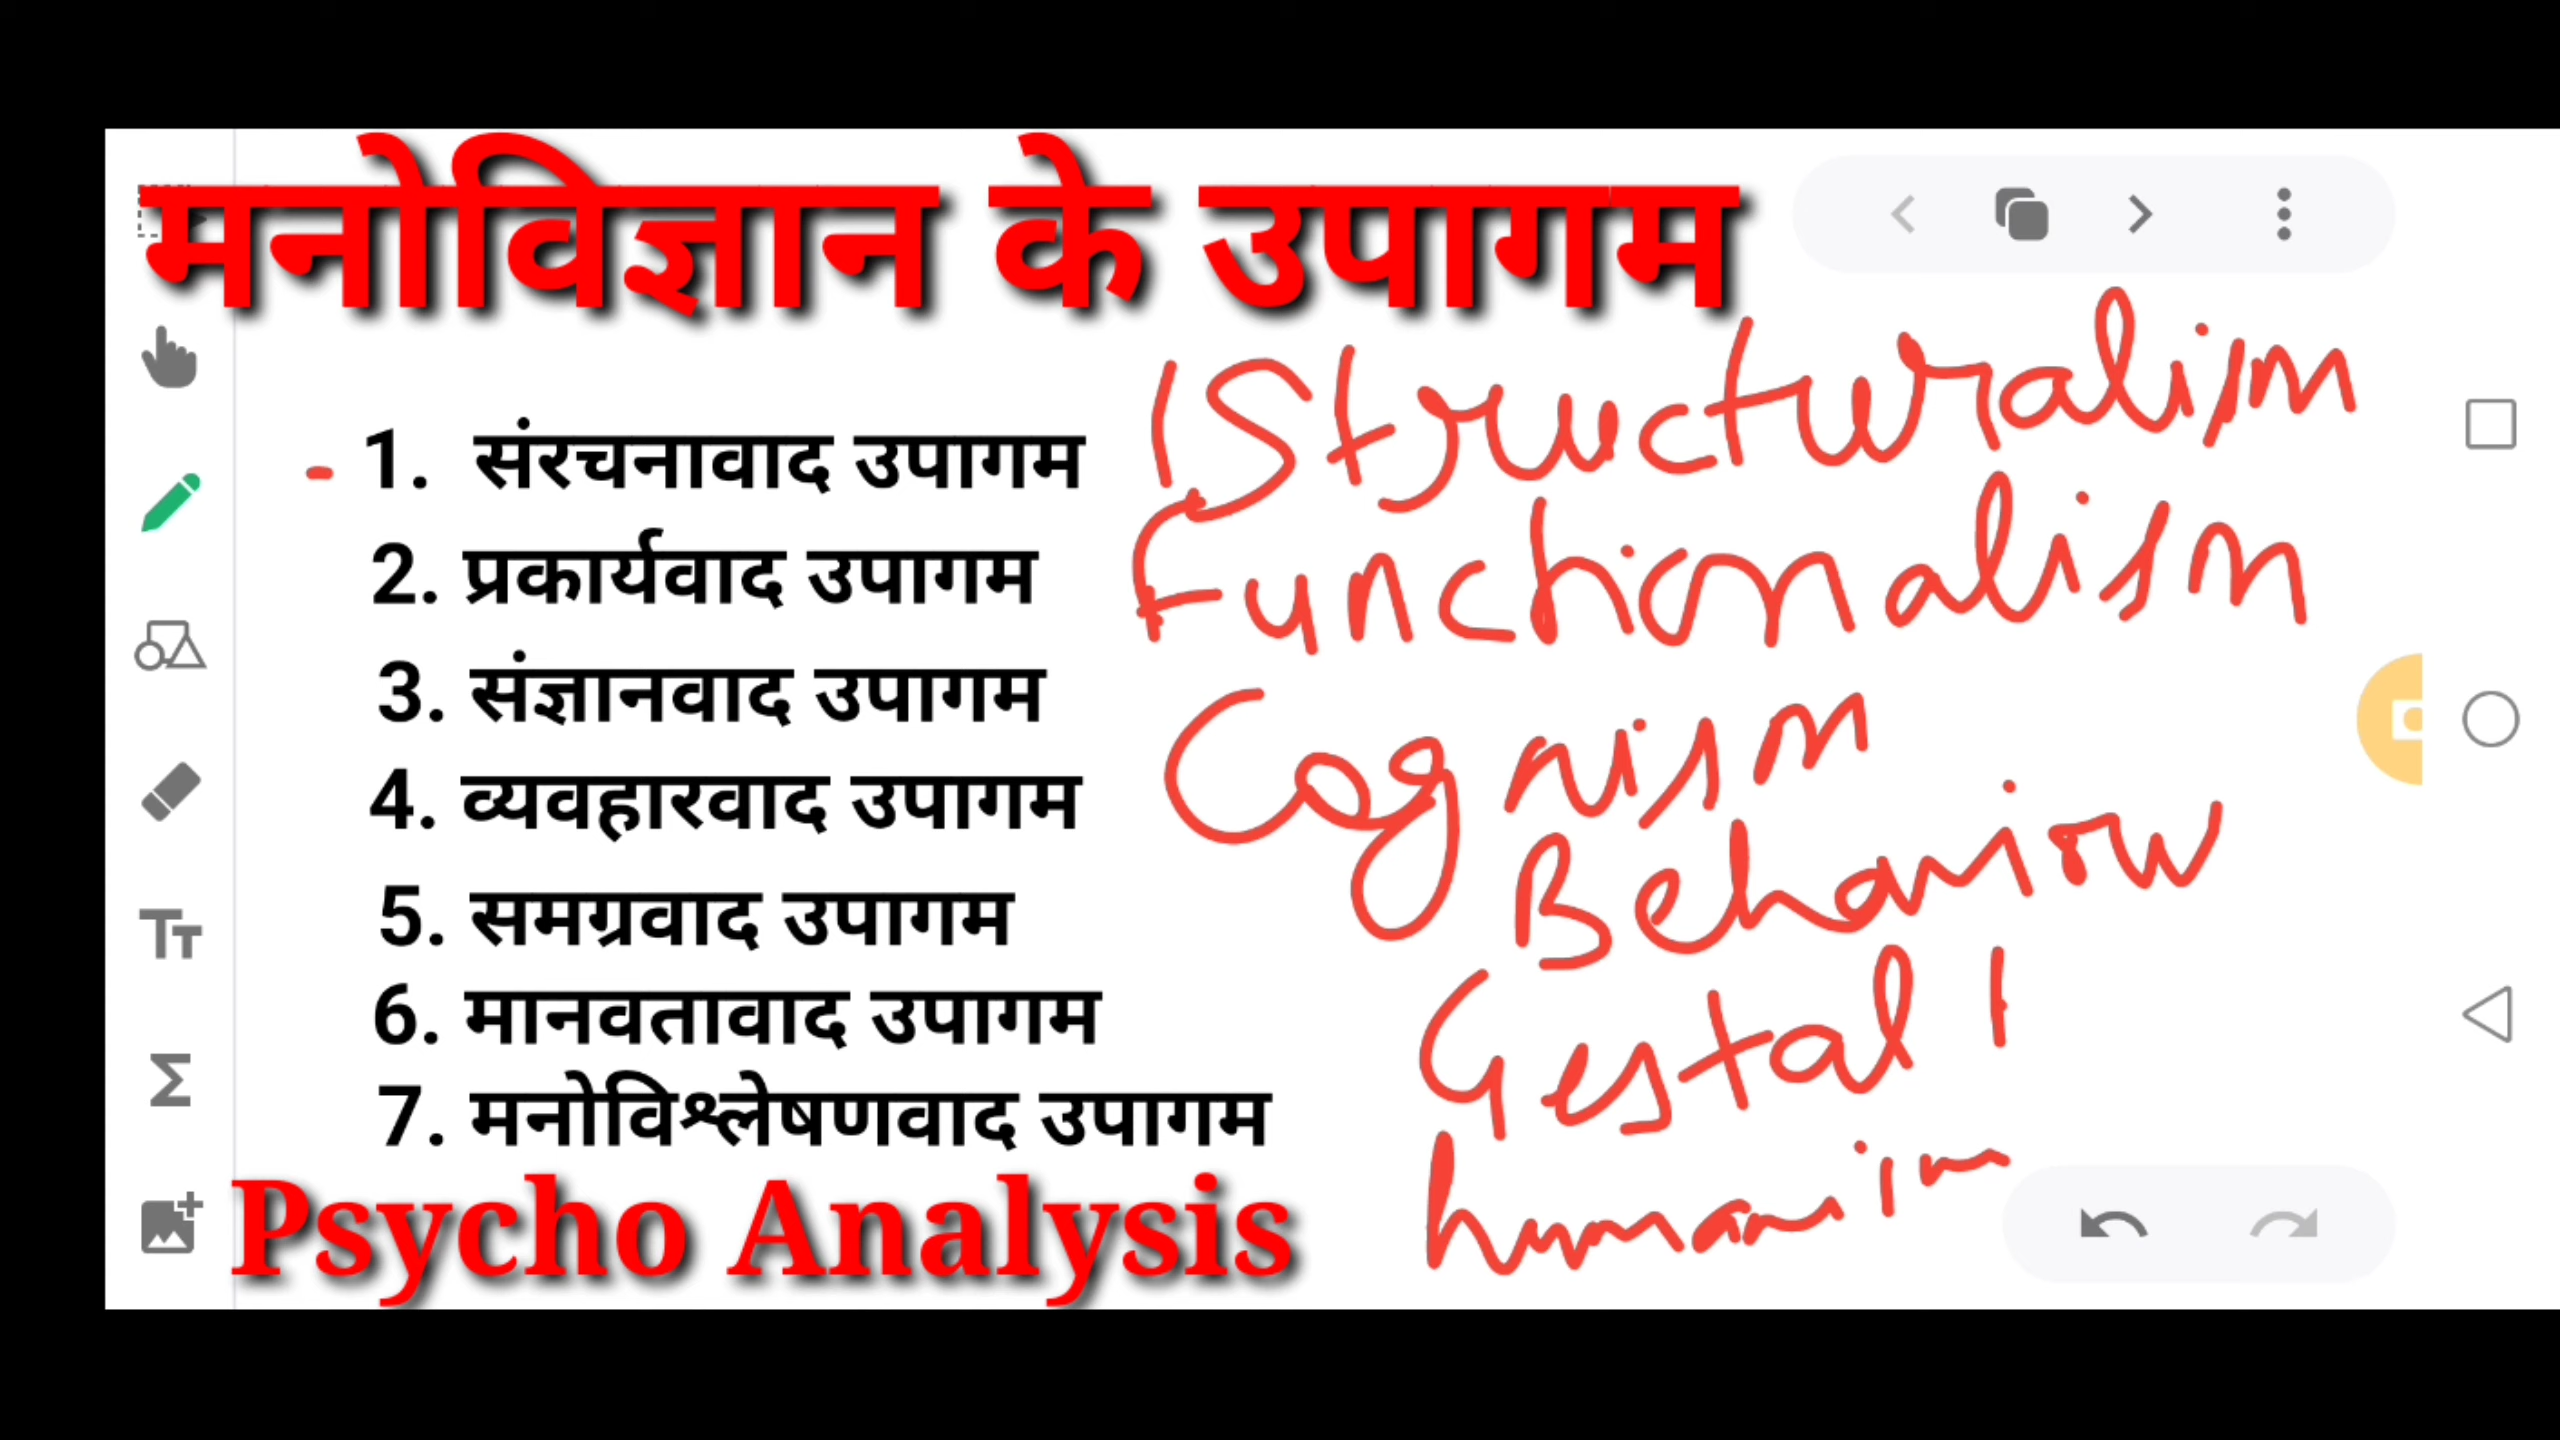 मनोविज्ञान के उपागम
1. संरचनावाद उपागम 1 Structuralism
2. प्रकार्यवाद उपागम Functionalism
3. संज्ञानवाद उपागम Cognism
4. व्यवहारवाद उपागम Behaviour
5. समग्रवाद उपागम Gestalt
6. मानवतावाद उपागम
7. मनोविश्लेषणवाद उपागम
Psycho Analysis